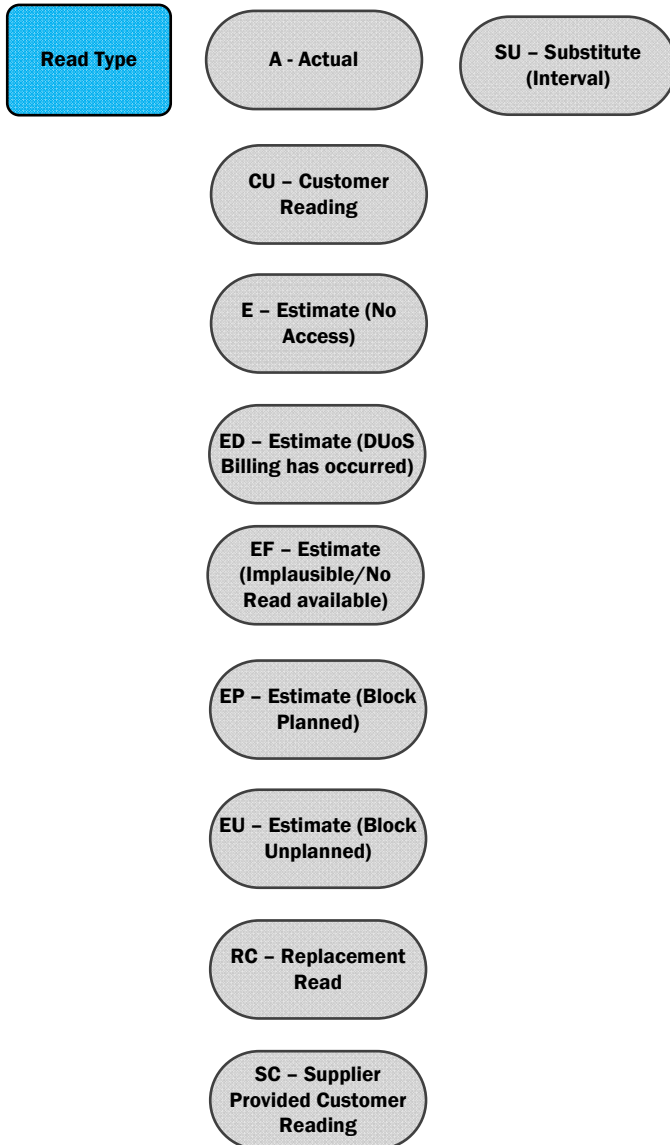 Read Type
A - Actual
SU – Substitute
(Interval)
CU – Customer
Reading
E – Estimate (No
Access)
ED – Estimate (DUoS
Billing has occurred)
EF – Estimate
(Implausible/No
Read available)
EP – Estimate (Block
Planned)
EU – Estimate (Block
Unplanned)
RC – Replacement
Read
SC – Supplier
Provided Customer
Reading